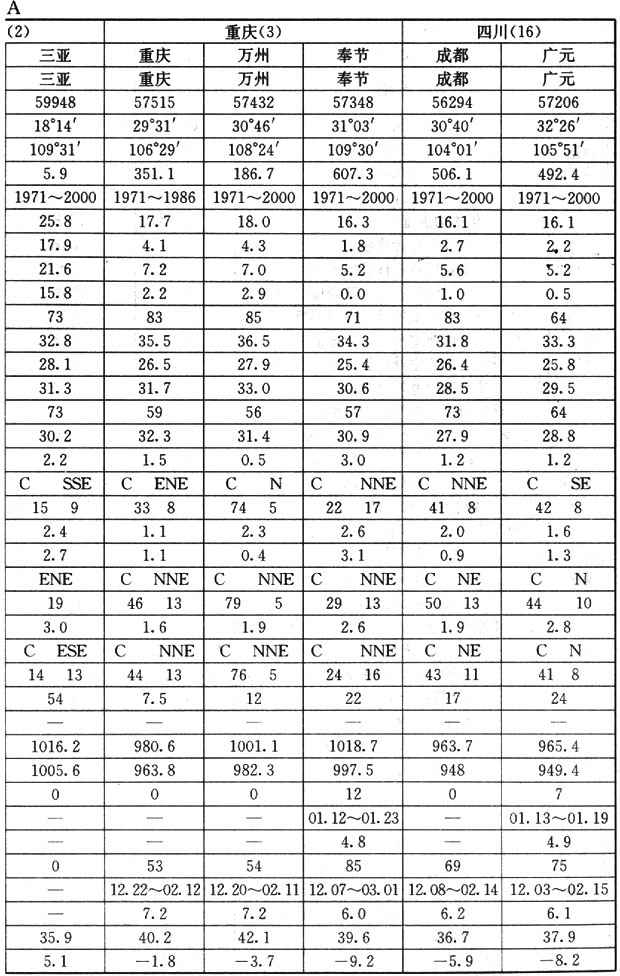 A
(2) 重庆(3) 四川(16)
三亚 重庆 万州 奉节 成都 广元
三亚 重庆 万州 奉节 成都 广元
59948 57515 57432 57348 56294 57206
18°14′ 29°31′ 30°46′ 31°03′ 30°40′ 32°26′
109°31′ 106°29′ 108°24′ 109°30′ 104°01′ 105°51′
5.9 351.1 186.7 607.3 506.1 492.4
1971～2000 1971～1986 1971～2000 1971～2000 1971～2000 1971～2000
25.8 17.7 18.0 16.3 16.1 16.1
17.9 4.1 4.3 1.8 2.7 2.2
21.6 7.2 7.0 5.2 5.6 5.2
15.8 2.2 2.9 0.0 1.0 0.5
73 83 85 71 83 64
32.8 35.5 36.5 34.3 31.8 33.3
28.1 26.5 27.9 25.4 26.4 25.8
31.3 31.7 33.0 30.6 28.5 29.5
73 59 56 57 73 64
30.2 32.3 31.4 30.9 27.9 28.8
2.2 1.5 0.5 3.0 1.2 1.2
C SSE C ENE C N C NNE C NNE C SE
15 9 33 8 74 5 22 17 41 8 42 8
2.4 1.1 2.3 2.6 2.0 1.6
2.7 1.1 0.4 3.1 0.9 1.3
ENE C NNE C NNE C NNE C NE C N
19 46 13 79 5 29 13 50 13 44 10
3.0 1.6 1.9 2.6 1.9 2.8
C ESE C NNE C NNE C NNE C NE C N
14 13 44 13 76 5 24 16 43 11 41 8
54 7.5 12 22 17 24
— — — — — —
1016.2 980.6 1001.1 1018.7 963.7 965.4
1005.6 963.8 982.3 997.5 948 949.4
0 0 0 12 0 7
— — — 01.12～01.23 — 01.13～01.19
— — — 4.8 — 4.9
0 53 54 85 69 75
— 12.22～02.12 12.20～02.11 12.07～03.01 12.08～02.14 12.03～02.15
— 7.2 7.2 6.0 6.2 6.1
35.9 40.2 42.1 39.6 36.7 37.9
5.1 −1.8 −3.7 −9.2 −5.9 −8.2